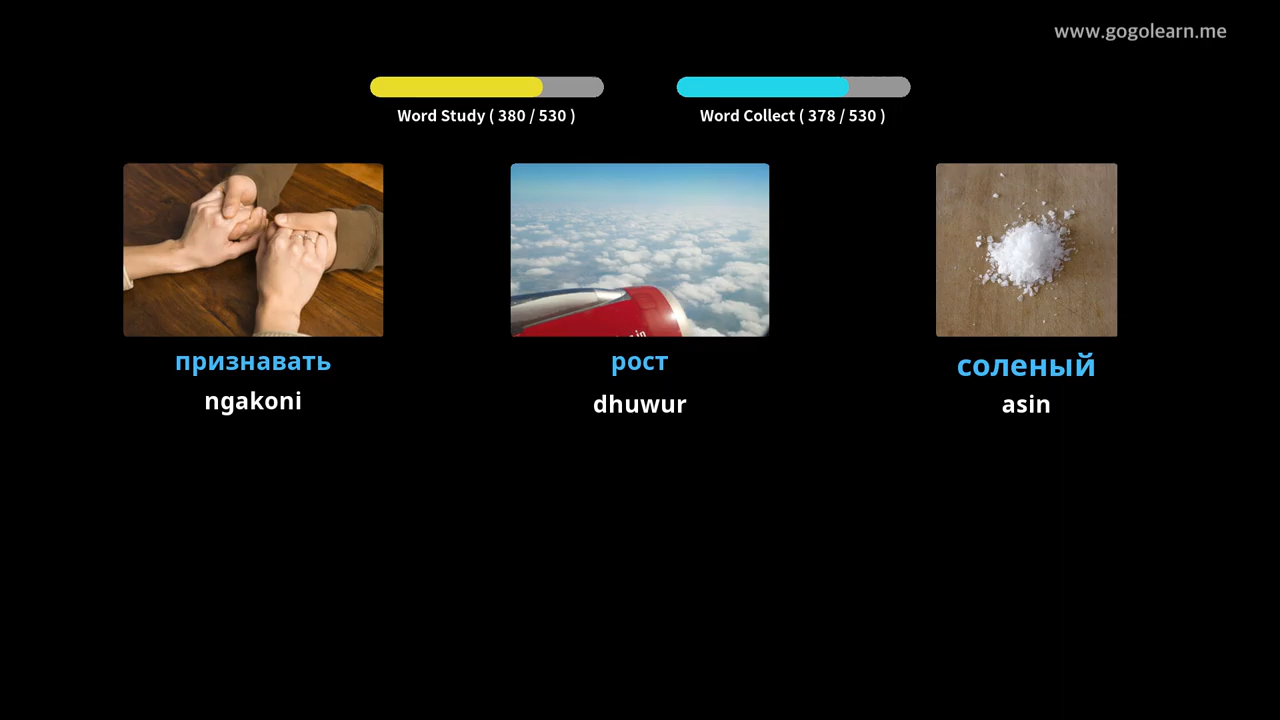 www.gogolearn.me
Word Study ( 380 / 530 )
Word Collect ( 378 / 530 )
признавать
рост
соленый
ngakoni
dhuwur
asin